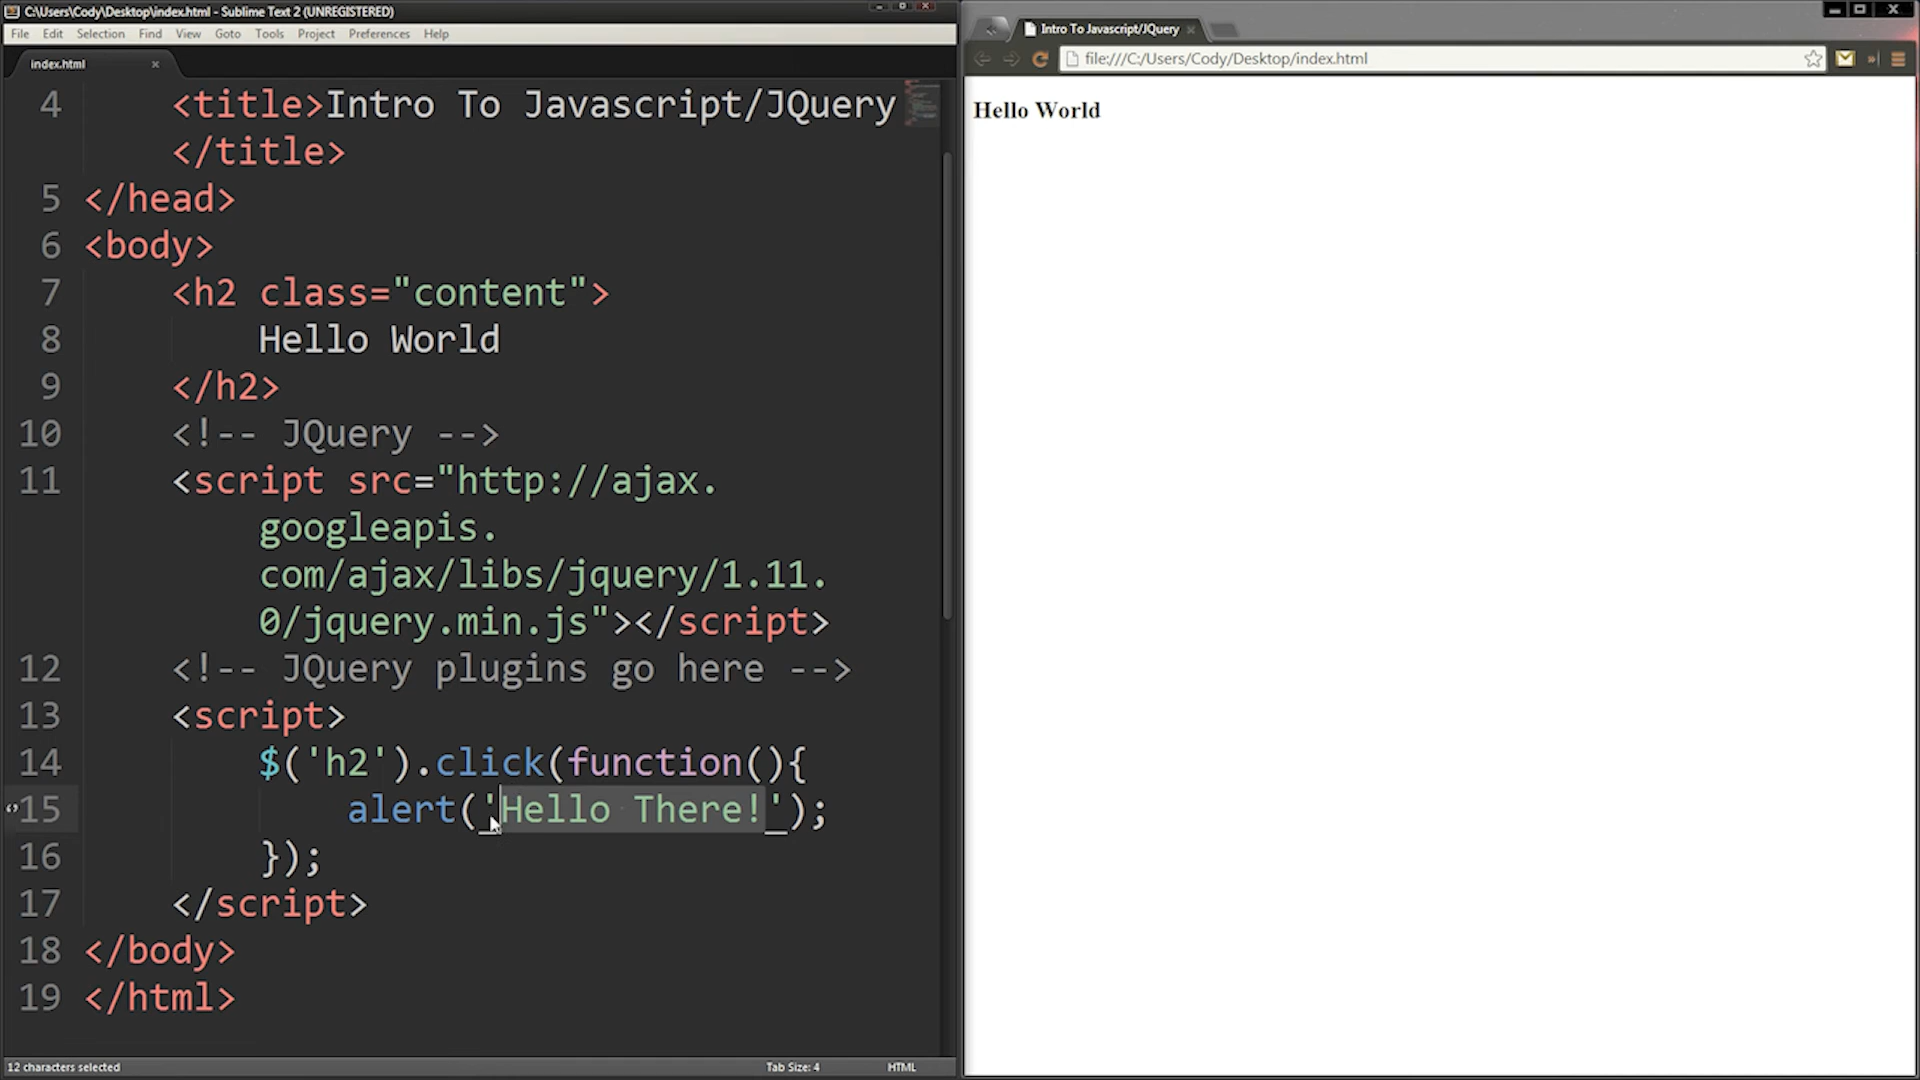 C:\Users\Cody\Desktop\index.html - Sublime Text 2 (UNREGISTERED)
File Edit Selection Find View Goto Tools Project Preferences Help
index.html
4 <title>Intro To Javascript/JQuery
</title>
5 </head>
6 <body>
7 <h2 class="content">
8 Hello World
9 </h2>
10 <!-- JQuery -->
11 <script src="http://ajax.
googleapis.
com/ajax/libs/jquery/1.11.
0/jquery.min.js"></script>
12 <!-- JQuery plugins go here -->
13 <script>
14 $('h2').click(function(){
15 alert('Hello There!');
16 });
17 </script>
18 </body>
19 </html>
12 characters selected
Tab Size: 4
HTML
Intro To Javascript/JQuery
file:///C:/Users/Cody/Desktop/index.html
Hello World